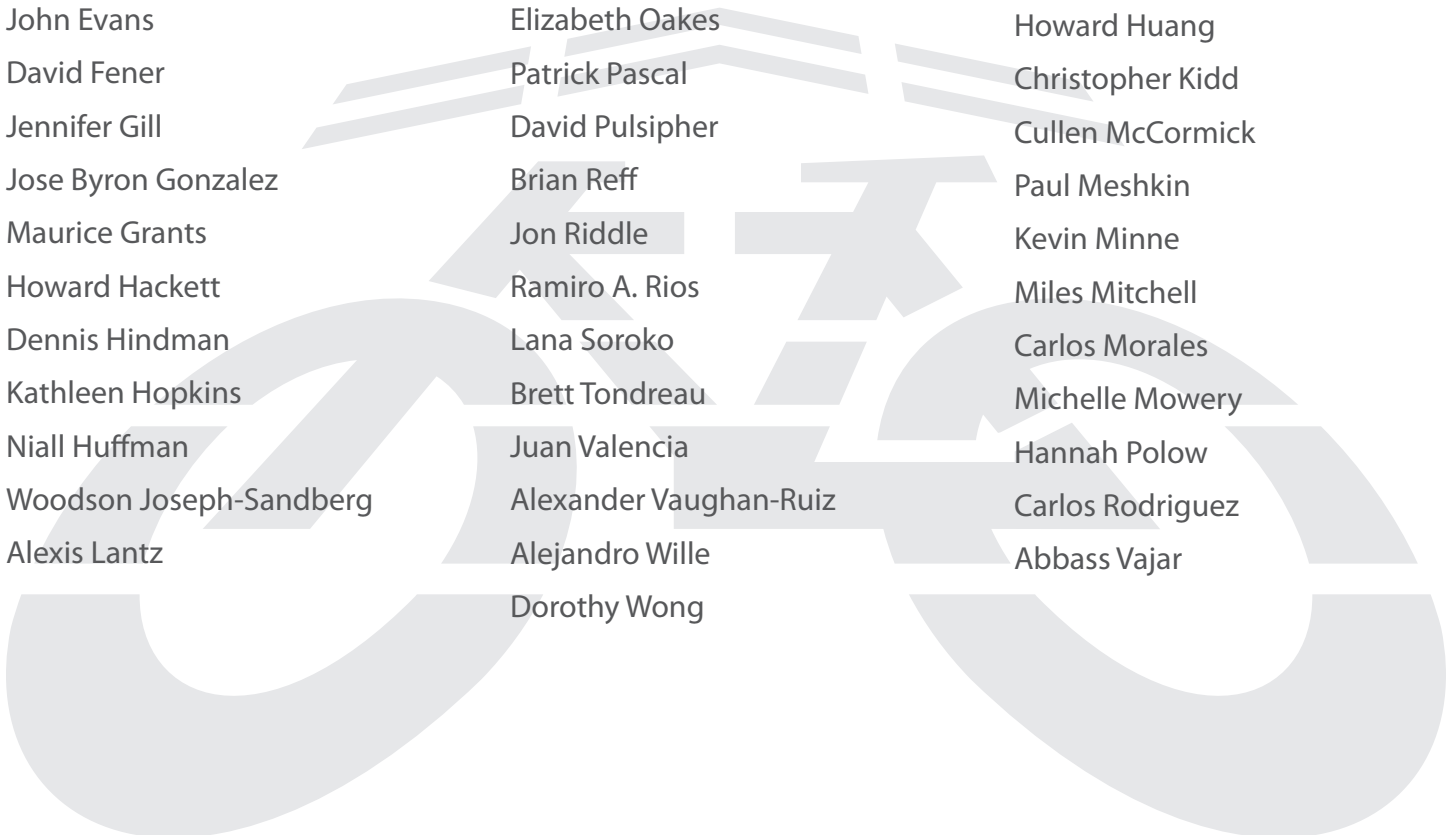 John Evans
David Fener
Jennifer Gill
Jose Byron Gonzalez
Maurice Grants
Howard Hackett
Dennis Hindman
Kathleen Hopkins
Niall Huffman
Woodson Joseph-Sandberg
Alexis Lantz
Elizabeth Oakes
Patrick Pascal
David Pulsipher
Brian Reff
Jon Riddle
Ramiro A. Rios
Lana Soroko
Brett Tondreau
Juan Valencia
Alexander Vaughan-Ruiz
Alejandro Wille
Dorothy Wong
Howard Huang
Christopher Kidd
Cullen McCormick
Paul Meshkin
Kevin Minne
Miles Mitchell
Carlos Morales
Michelle Mowery
Hannah Polow
Carlos Rodriguez
Abbass Vajar